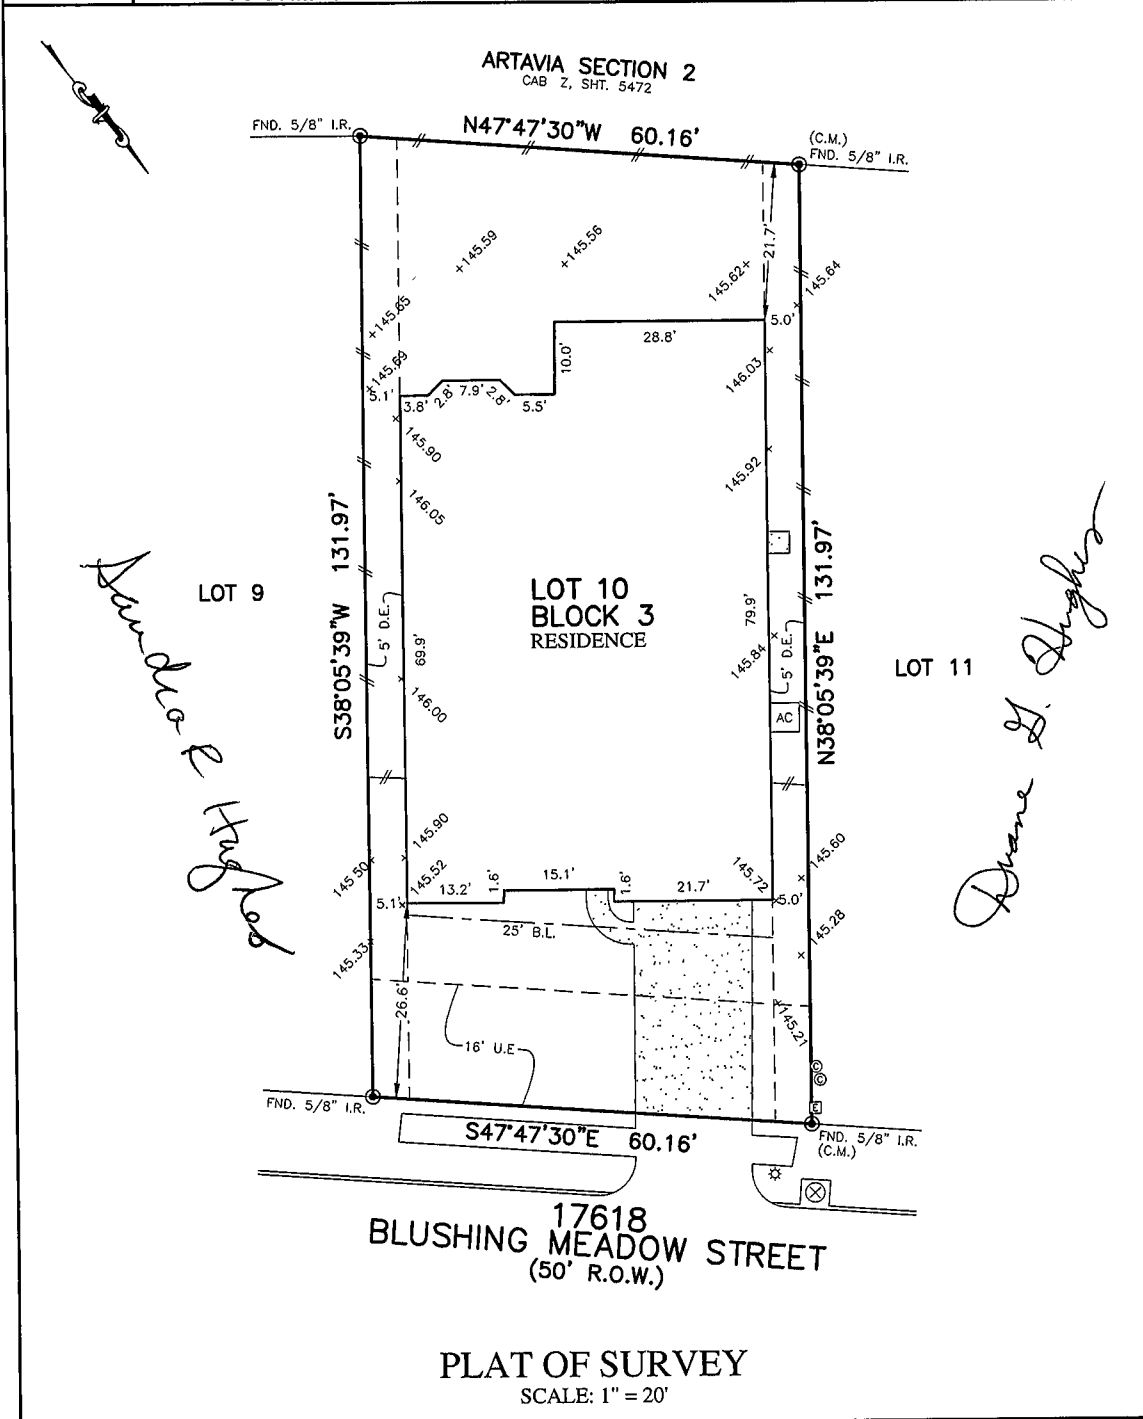 ARTAVIA SECTION 2
CAB Z, SHT. 5472
FND. 5/8" I.R.
N47°47'30"W 60.16'
(C.M.)
FND. 5/8" I.R.
21.7'
+145.59
+145.56
145.62+
145.64
+145.65
+145.69
5.0'
28.8'
10.0'
146.03
5.1'
3.8'
2.8'
7.9'
2.8'
5.5'
145.90
145.92
146.05
S38°05'39"W 131.97'
N38°05'39"E 131.97'
LOT 9
LOT 10
BLOCK 3
RESIDENCE
LOT 11
5' D.E.
69.9'
79.9'
5' D.E.
145.84
146.00
AC
Sandra R Hughes
Duane G. Hughes
145.90
145.50
145.52
145.72
145.60
5.1'
13.2'
1.6'
15.1'
1.6'
21.7'
5.0'
25' B.L.
145.33
145.28
26.6'
16' U.E
145.21
C
C
E
FND. 5/8" I.R.
S47°47'30"E 60.16'
FND. 5/8" I.R.
(C.M.)
17618
BLUSHING MEADOW STREET
(50' R.O.W.)
PLAT OF SURVEY
SCALE: 1" = 20'